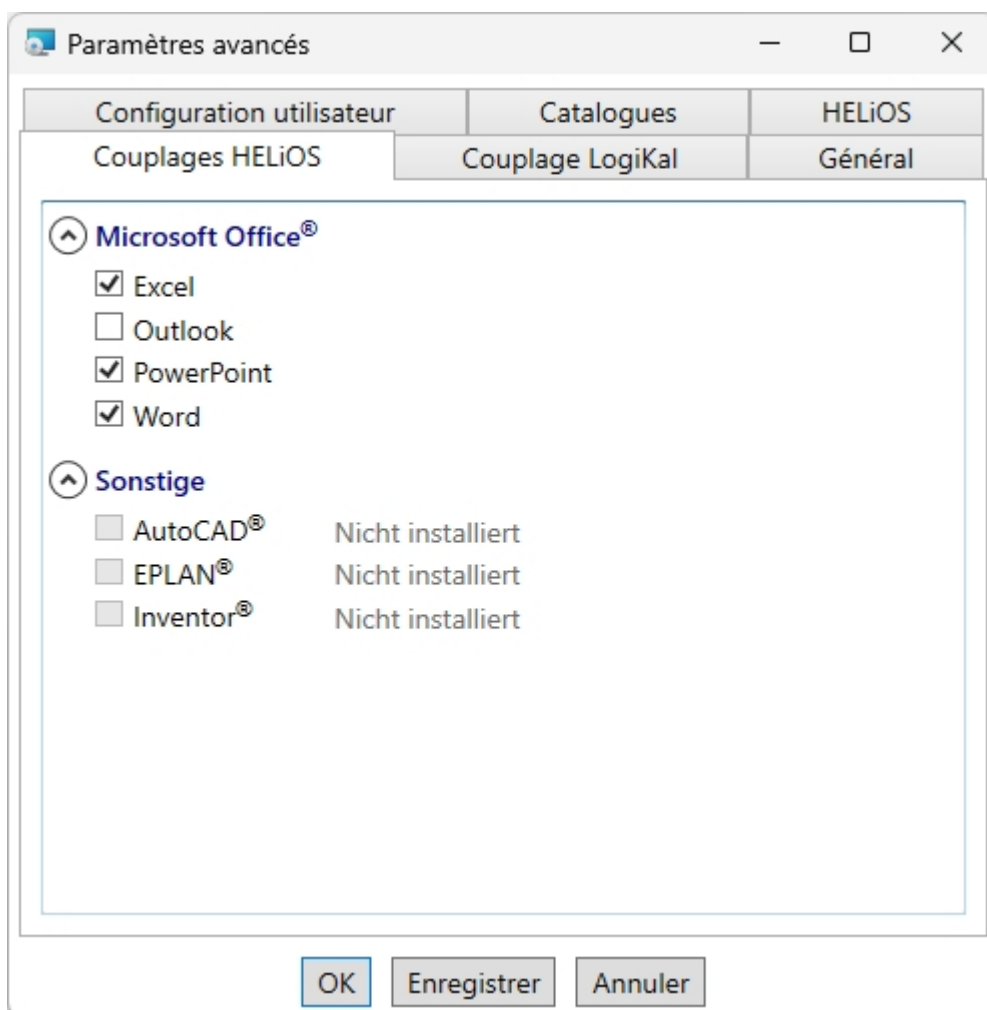 Paramètres avancés
Configuration utilisateur Catalogues HELiOS
Couplages HELiOS Couplage LogiKal Général
Microsoft Office®
Excel
Outlook
PowerPoint
Word
Sonstige
AutoCAD® Nicht installiert
EPLAN® Nicht installiert
Inventor® Nicht installiert
OK Enregistrer Annuler